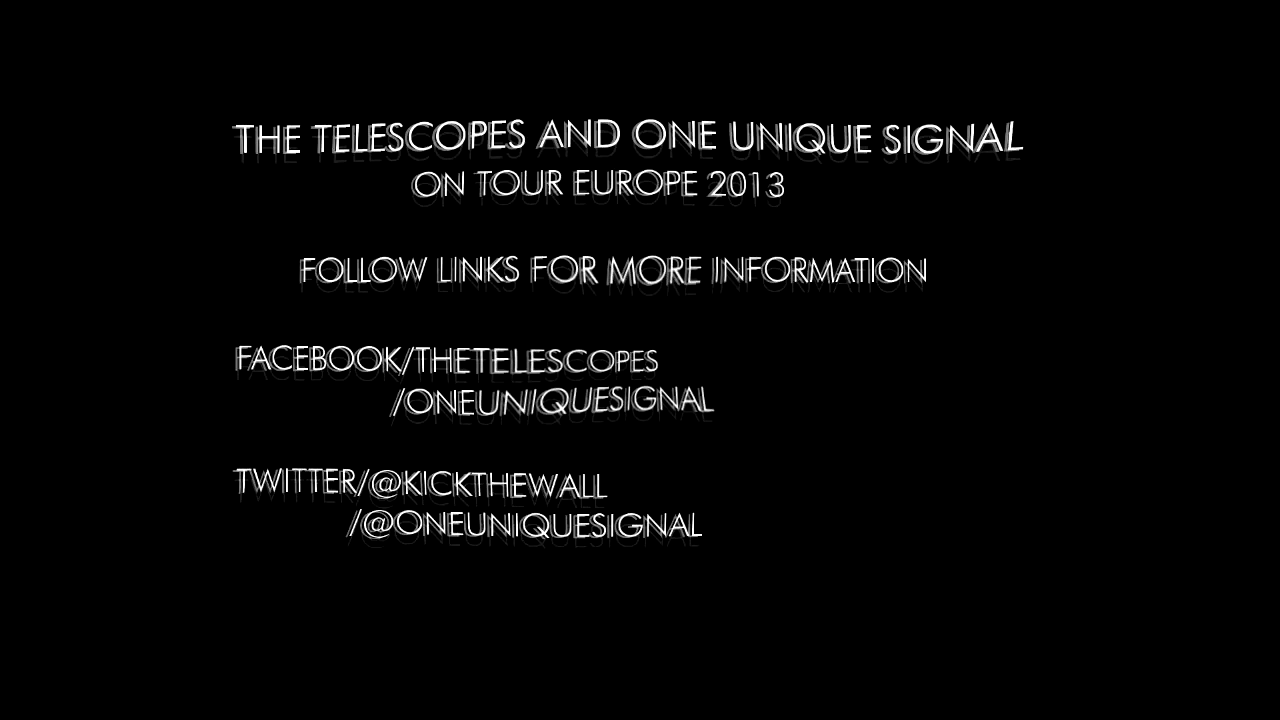 THE TELESCOPES AND ONE UNIQUE SIGNAL
ON TOUR EUROPE 2013
FOLLOW LINKS FOR MORE INFORMATION
FACEBOOK/THETELESCOPES
/ONEUNIQUESIGNAL
TWITTER/@KICKTHEWALL
/@ONEUNIQUESIGNAL